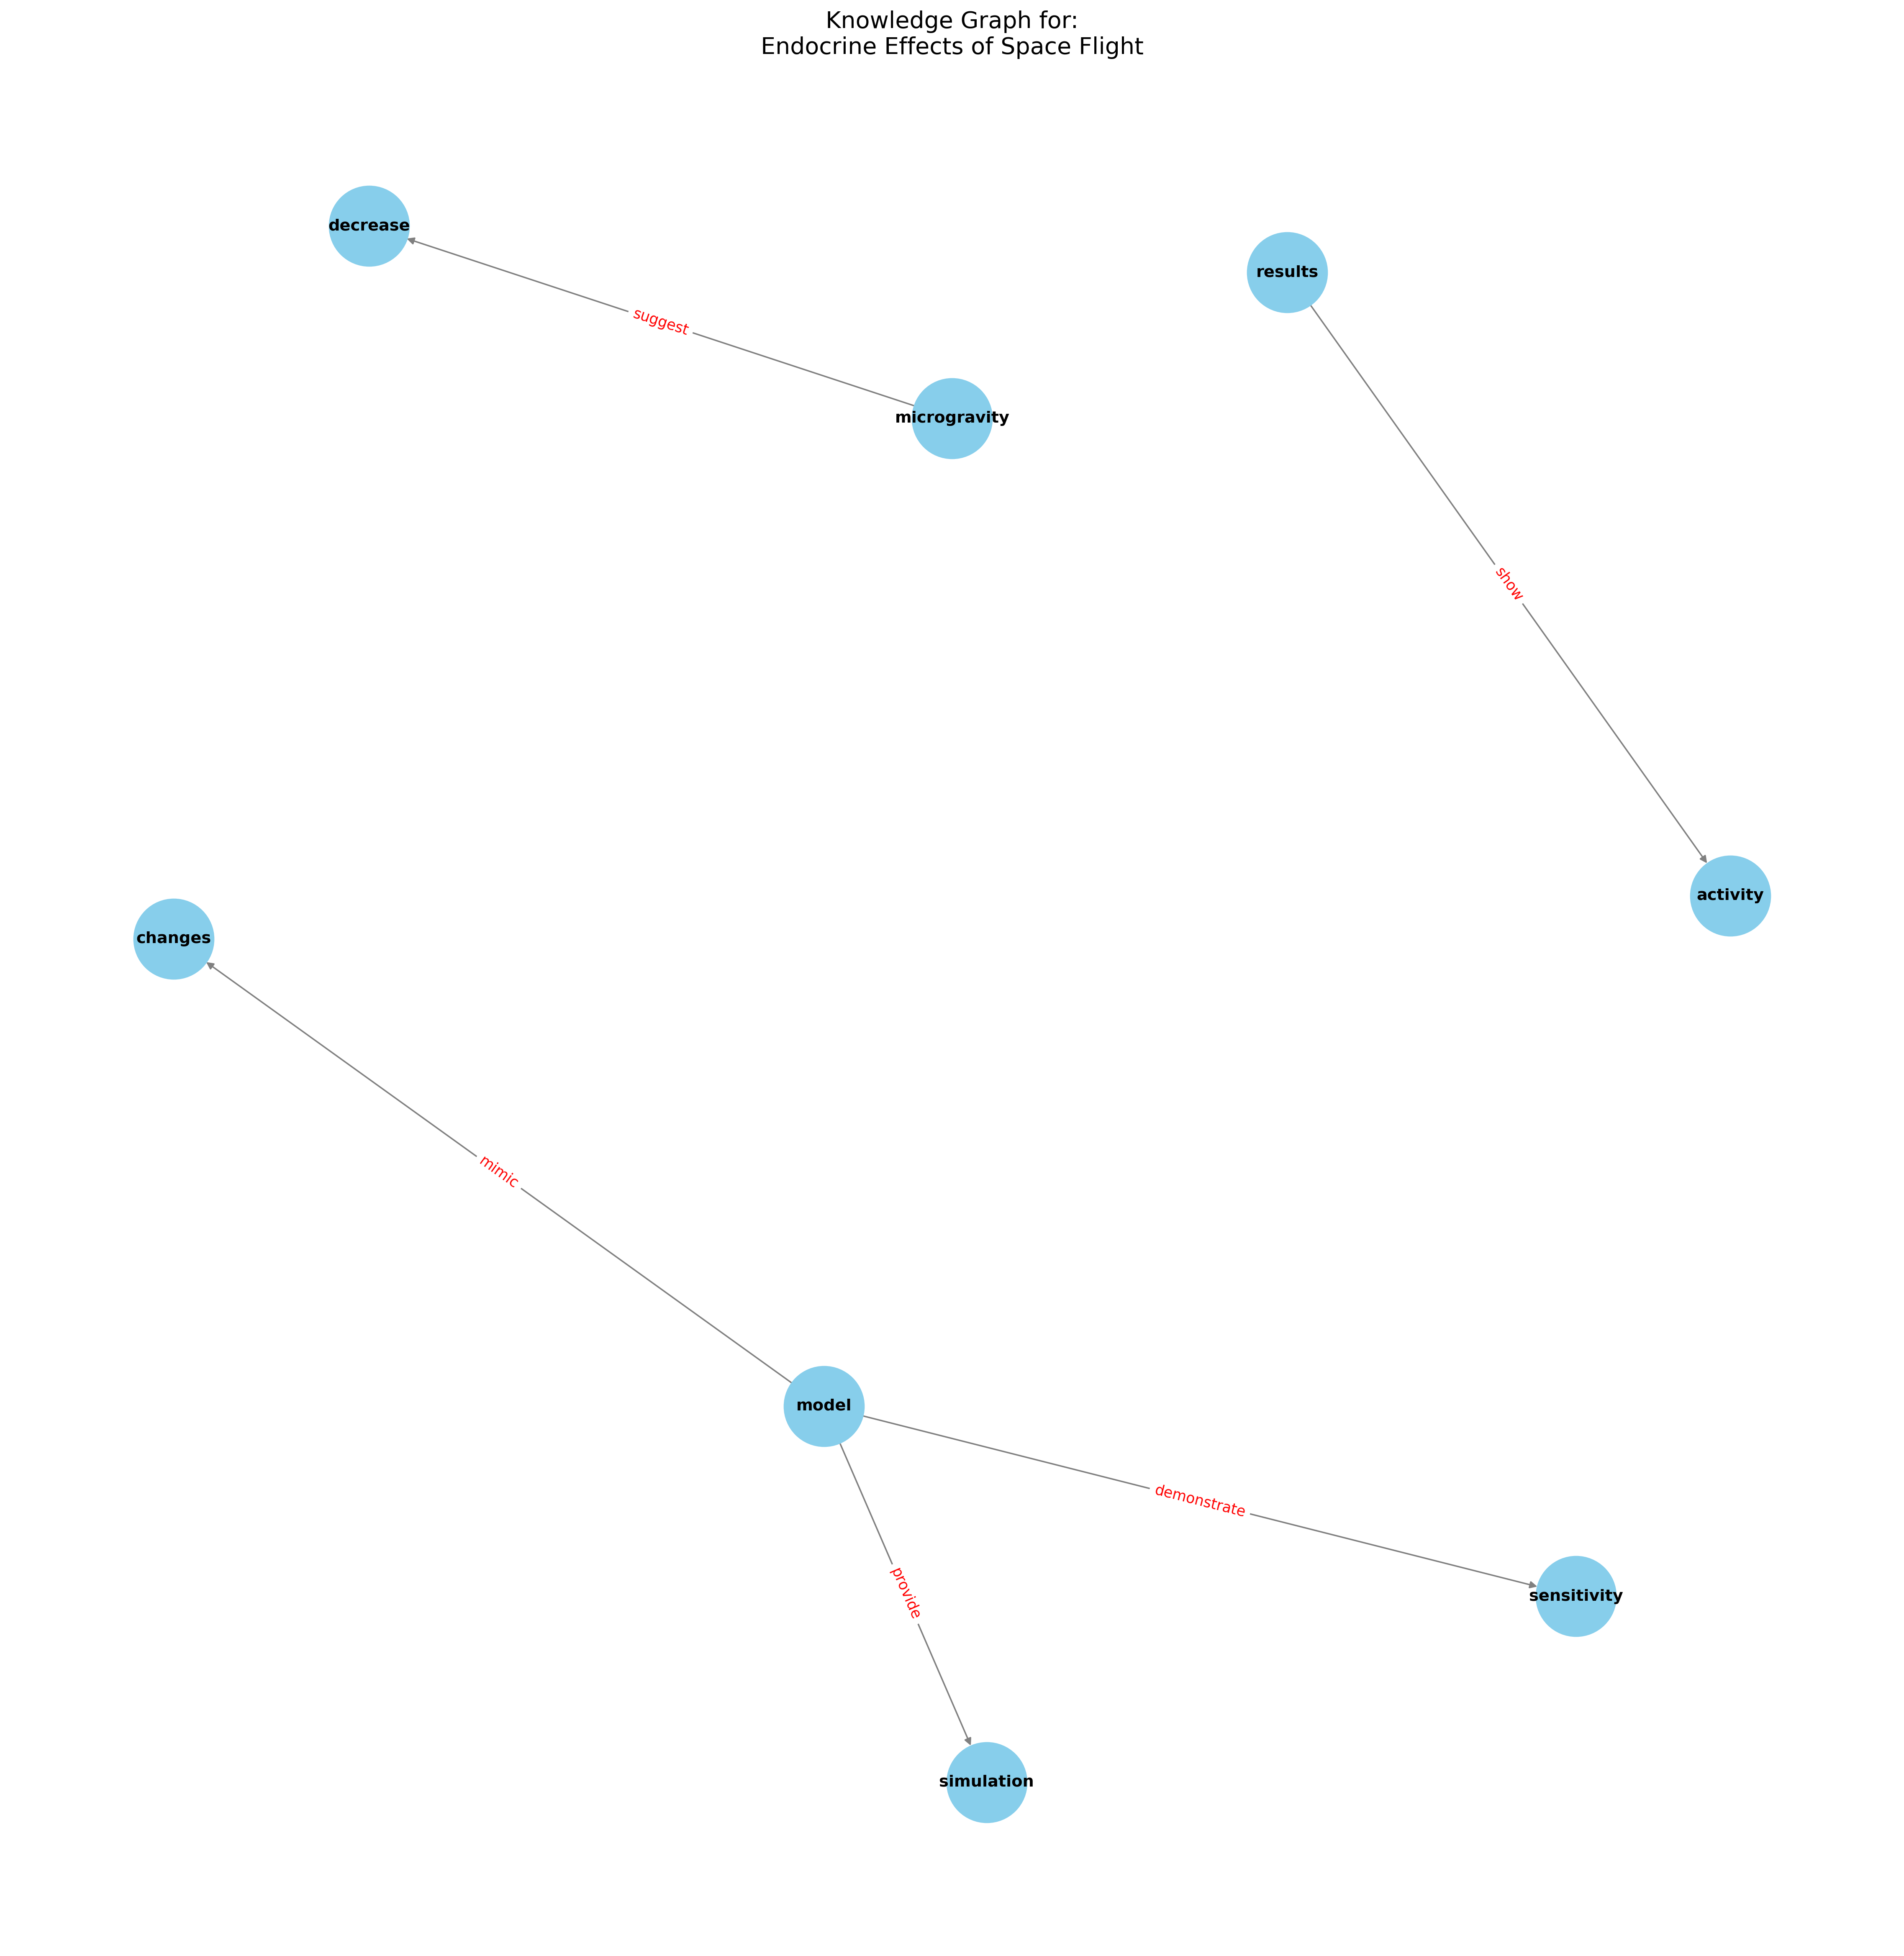 Knowledge Graph for:
Endocrine Effects of Space Flight
decrease
results
suggest
microgravity
show
activity
changes
mimic
model
demonstrate
provide
sensitivity
simulation